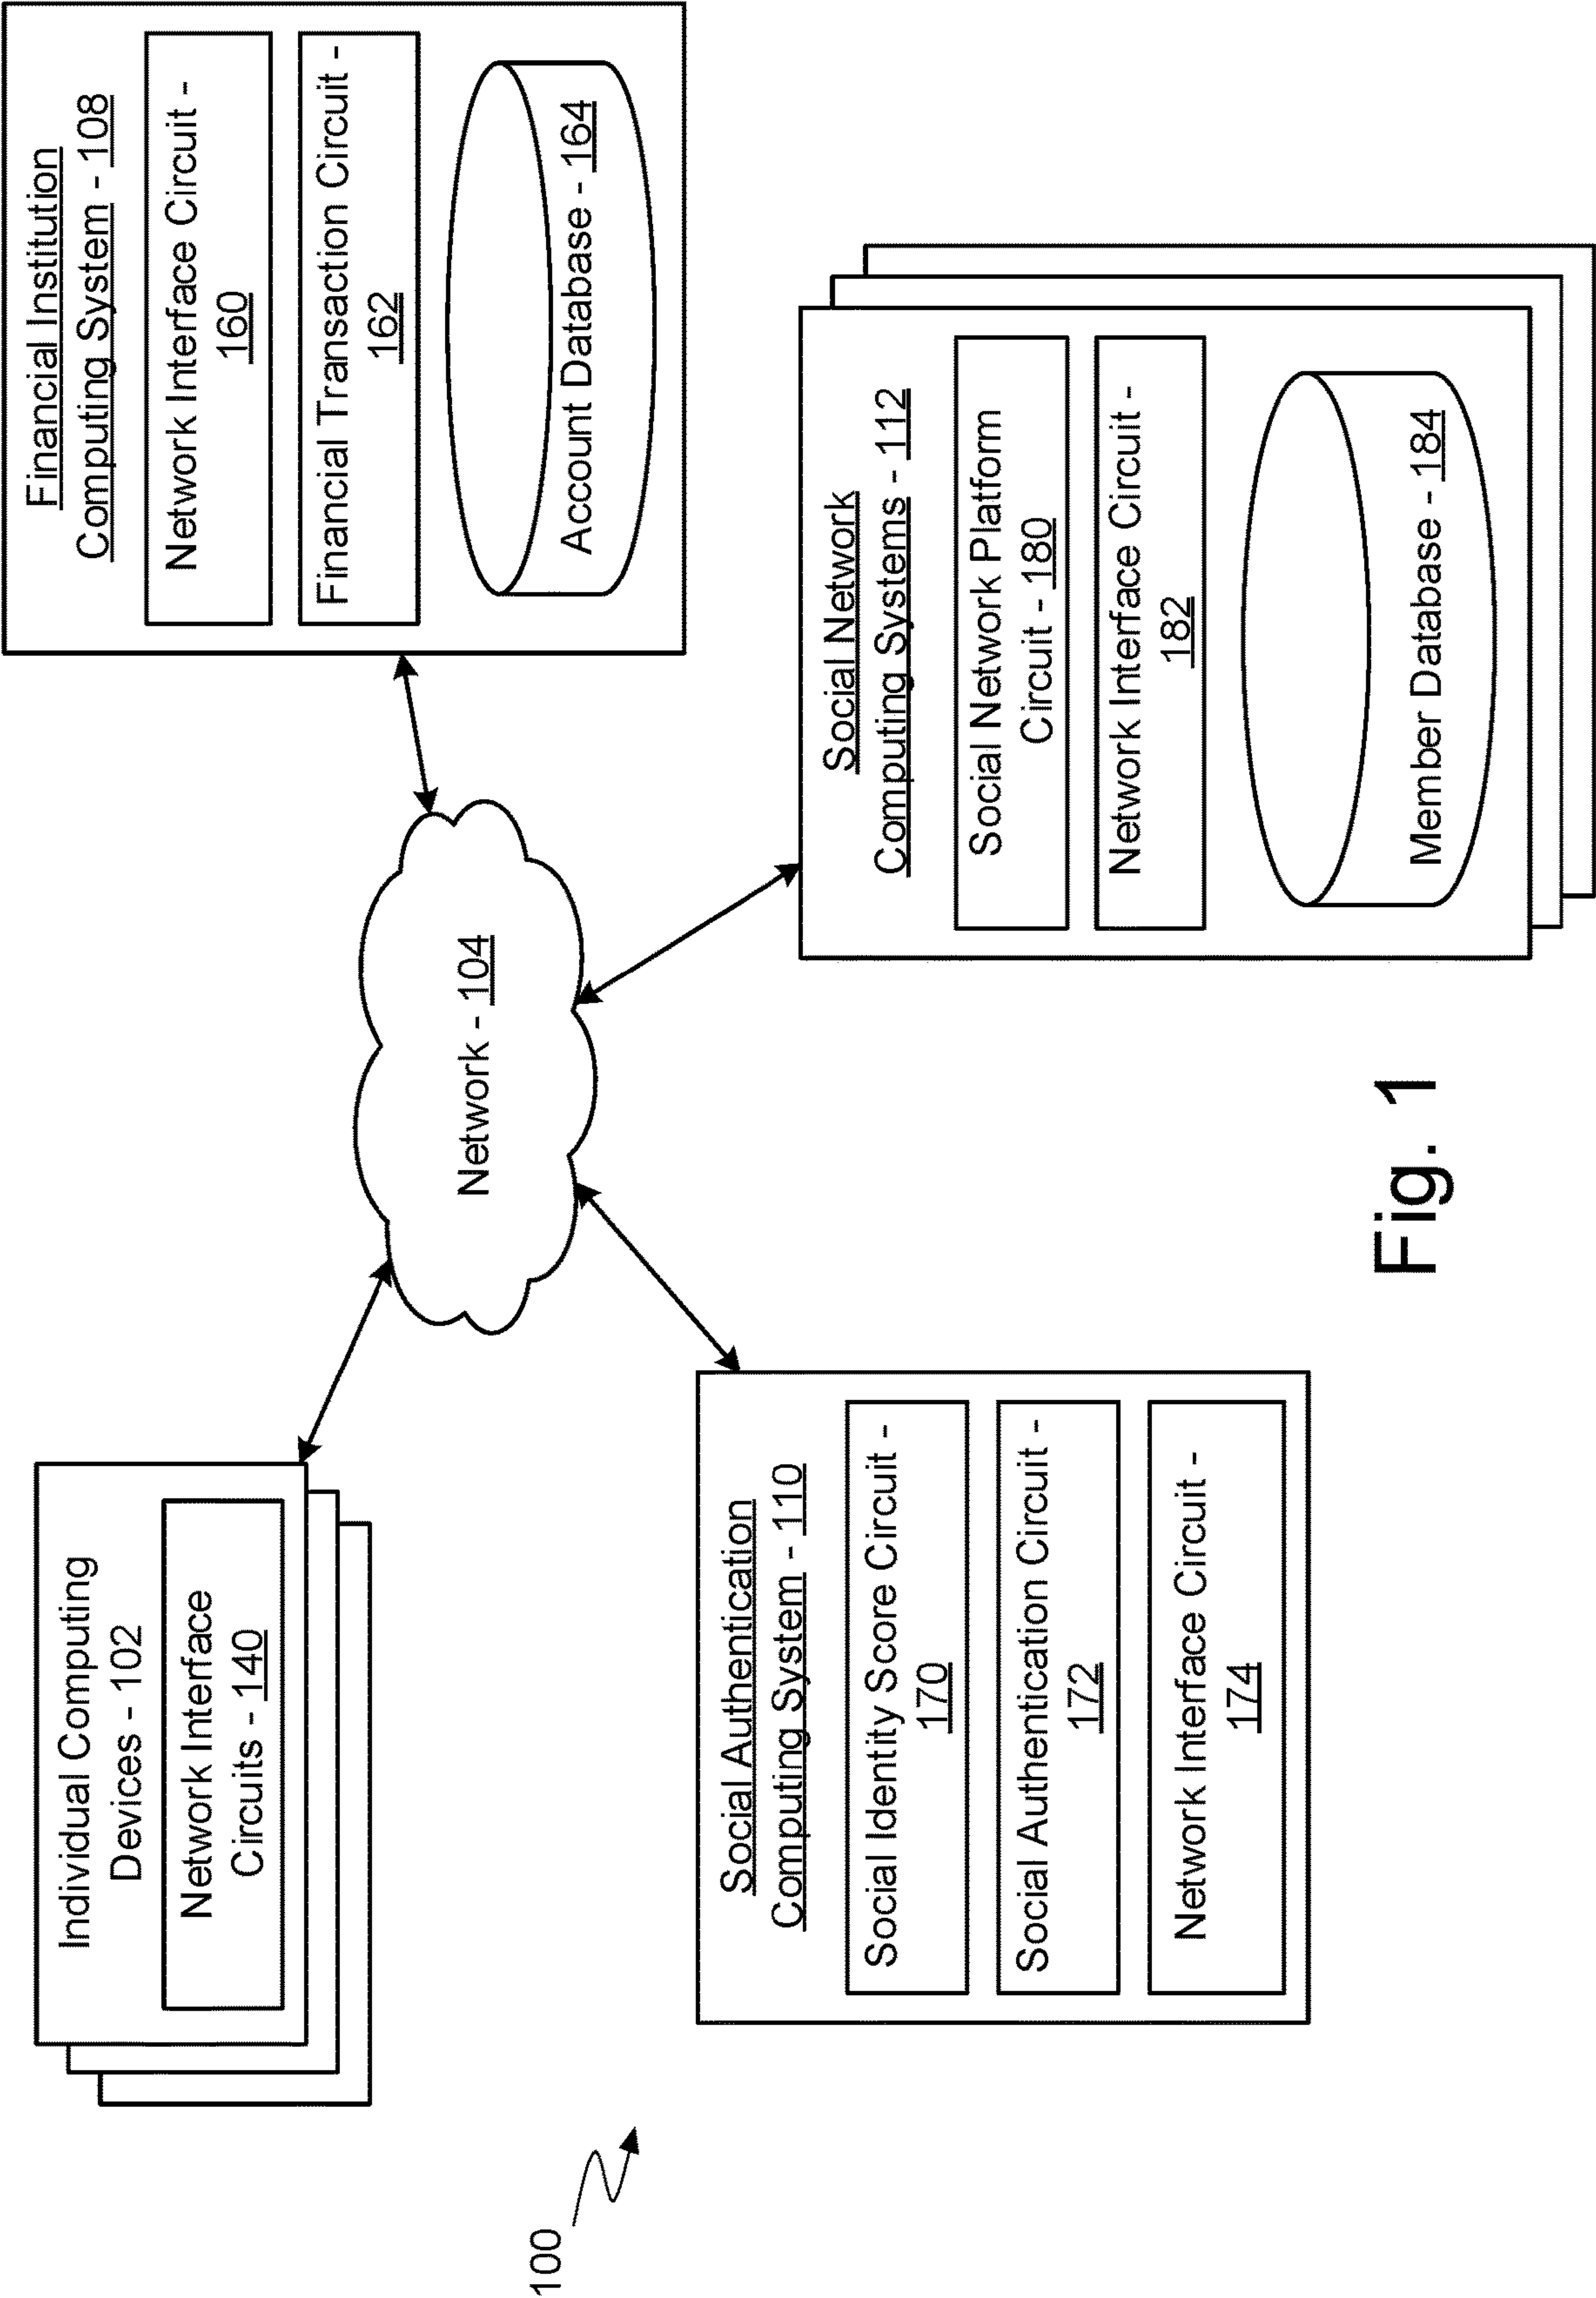 100
Individual Computing
Devices - 102
Network Interface
Circuits - 140
Network - 104
Financial Institution
Computing System - 108
Network Interface Circuit -
160
Financial Transaction Circuit -
162
Account Database - 164
Social Authentication
Computing System - 110
Social Identity Score Circuit -
170
Social Authentication Circuit -
172
Network Interface Circuit -
174
Social Network
Computing Systems - 112
Social Network Platform
Circuit - 180
Network Interface Circuit -
182
Member Database - 184
Fig. 1